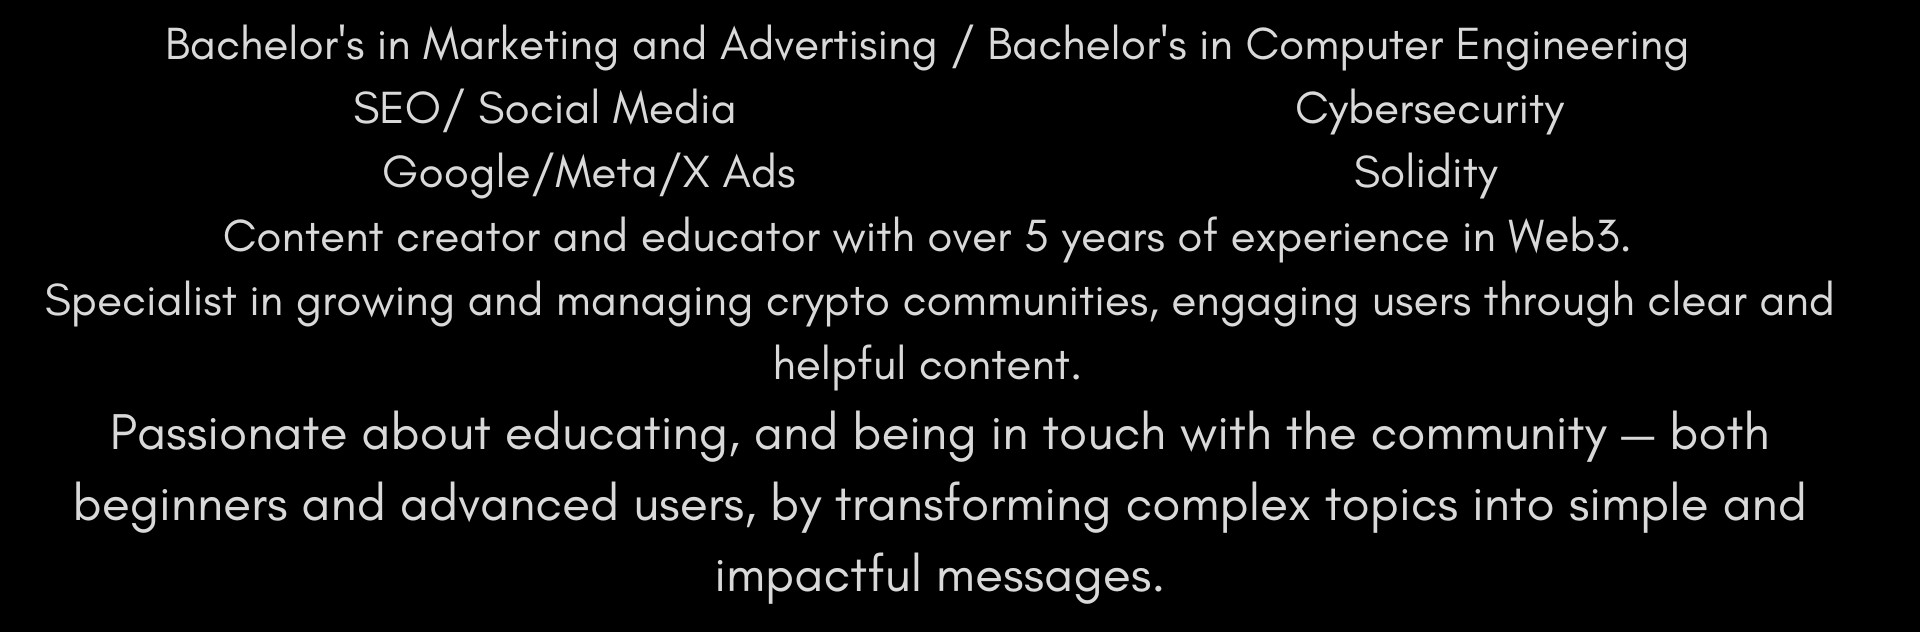 Bachelor's in Marketing and Advertising / Bachelor's in Computer Engineering
SEO/ Social Media Cybersecurity
Google/Meta/X Ads Solidity
Content creator and educator with over 5 years of experience in Web3.
Specialist in growing and managing crypto communities, engaging users through clear and
helpful content.
Passionate about educating, and being in touch with the community — both
beginners and advanced users, by transforming complex topics into simple and
impactful messages.